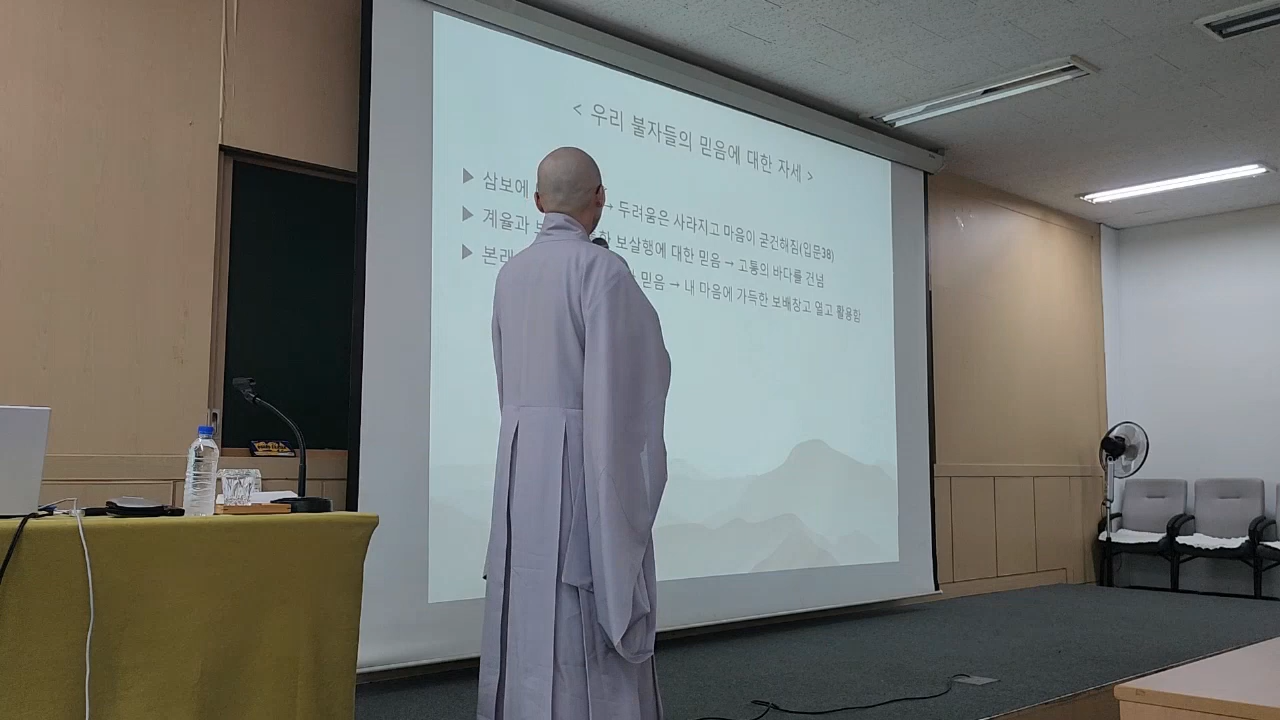 < 우리 불자들의 믿음에 대한 자세 >
▶ 삼보에 → 두려움은 사라지고 마음이 굳건해짐(입문38)
▶ 계율과 보살행에 대한 믿음 → 고통의 바다를 건넘
▶ 본래 믿음 → 내 마음에 가득한 보배창고 열고 활용함